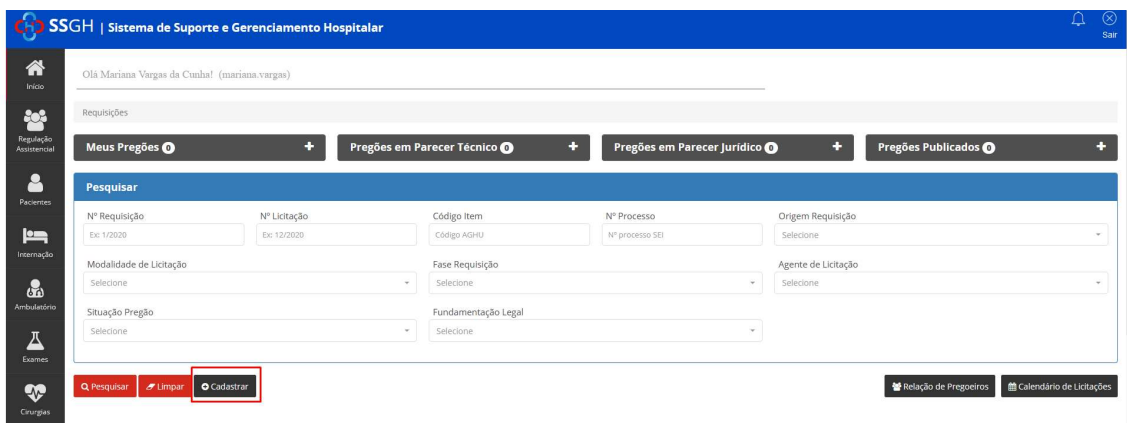 SSGH | Sistema de Suporte e Gerenciamento Hospitalar
Sair
Início
Regulação
Assistencial
Pacientes
Internação
Ambulatório
Exames
Cirurgias
Olá Mariana Vargas da Cunha! (mariana.vargas)
Requisições
Meus Pregões 0 + Pregões em Parecer Técnico 0 + Pregões em Parecer Jurídico 0 + Pregões Publicados 0 +
Pesquisar
Nº Requisição Nº Licitação Código Item Nº Processo Origem Requisição
Ex: 1/2020 Ex: 12/2020 Código AGHU Nº processo SEI Selecione
Modalidade de Licitação Fase Requisição Agente de Licitação
Selecione Selecione Selecione
Situação Pregão Fundamentação Legal
Selecione Selecione
Pesquisar Limpar Cadastrar Relação de Pregoeiros Calendário de Licitações